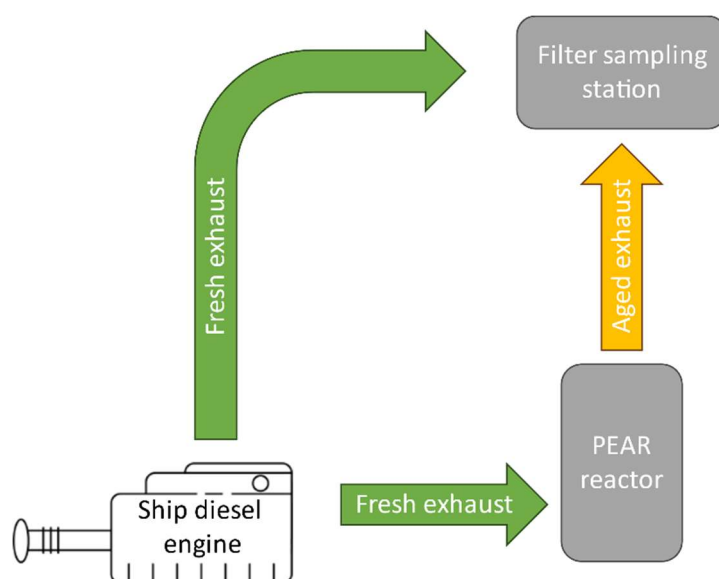 Filter sampling
station
Fresh exhaust
Aged exhaust
PEAR
reactor
Ship diesel
engine
Fresh exhaust